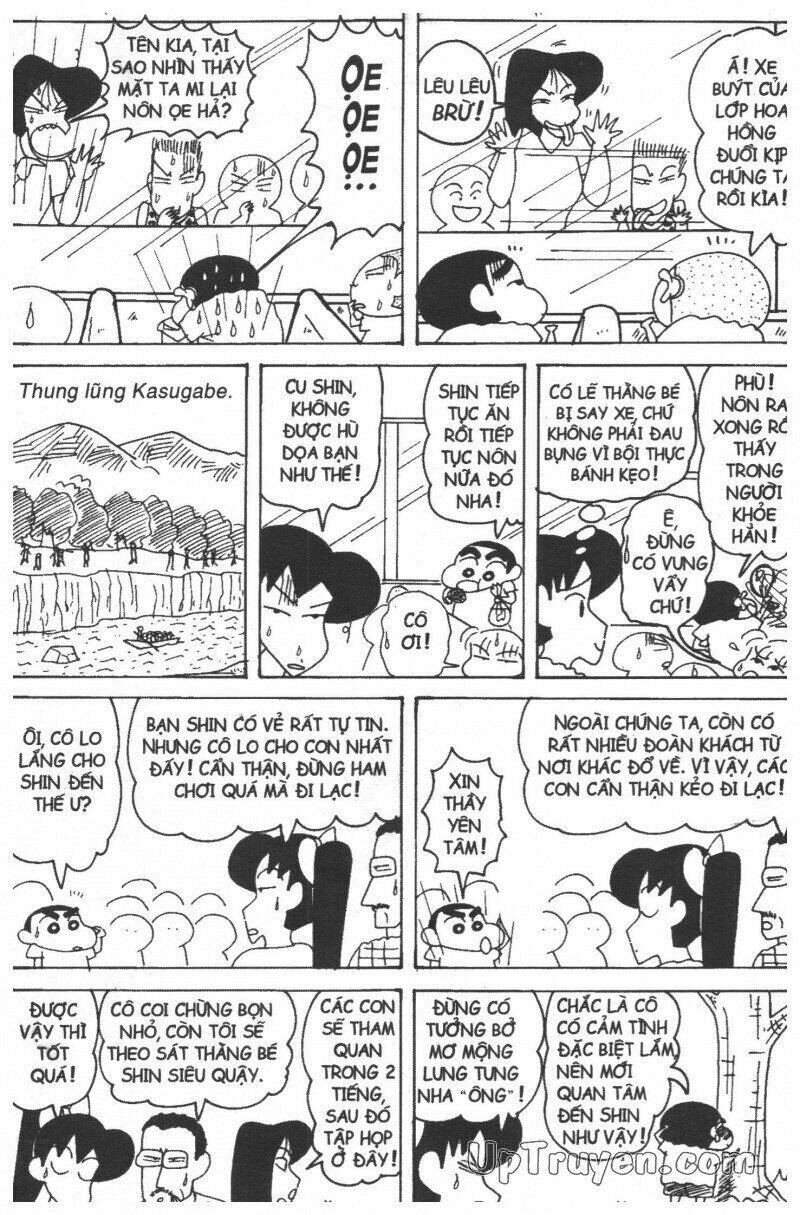 Á! XE
BUÝT CỦA
LỚP HOA
HỒNG
ĐUỔI KỊP
CHÚNG TA
RỒI KÌA!
LÊU LÊU
BRỪ!
ỌE
ỌE
ỌE
...
TÊN KIA, TẠI
SAO NHÌN THẤY
MẶT TA MI LẠI
NÔN ỌE HẢ?
PHÙ!
NÔN RA
XONG RỒ
THẤY
TRONG
NGƯỜI
KHỎE
HẲN!
CÓ LẼ THẰNG BÉ
BỊ SAY XE, CHỨ
KHÔNG PHẢI ĐAU
BỤNG VÌ BỘI THỰC
BÁNH KẸO!
Ê,
ĐỪNG
CÓ VUNG
VẨY
CHỨ!
SHIN TIẾP
TỤC ĂN
RỒI TIẾP
TỤC NÔN
NỮA ĐÓ
NHA!
CU SHIN,
KHÔNG
ĐƯỢC HÙ
DỌA BẠN
NHƯ THẾ!
CÔ
ƠI!
Thung lũng Kasugabe.
NGOÀI CHÚNG TA, CÒN CÓ
RẤT NHIỀU ĐOÀN KHÁCH TỪ
NƠI KHÁC ĐỔ VỀ. VÌ VẬY, CÁC
CON CẨN THẬN KẺO ĐI LẠC!
XIN
THẦY
YÊN
TÂM!
BẠN SHIN CÓ VẺ RẤT TỰ TIN.
NHƯNG CÔ LO CHO CON NHẤT
ĐẤY! CẨN THẬN, ĐỪNG HAM
CHƠI QUÁ MÀ ĐI LẠC!
ÔI, CÔ LO
LẮNG CHO
SHIN ĐẾN
THẾ Ư?
CHẮC LÀ CÔ
CÓ CẢM TÌNH
ĐẶC BIỆT LẮM,
NÊN MỚI
QUAN TÂM
ĐẾN SHIN
NHƯ VẬY!
ĐỪNG CÓ
TƯỞNG BỞ
MƠ MỘNG
LUNG TUNG
NHA "ÔNG"!
CÁC CON
SẼ THAM
QUAN
TRONG 2
TIẾNG,
SAU ĐÓ
TẬP HỌP
Ở ĐÂY!
CÔ COI CHỪNG BỌN
NHỎ, CÒN TÔI SẼ
THEO SÁT THẰNG BÉ
SHIN SIÊU QUẬY.
ĐƯỢC
VẬY THÌ
TỐT
QUÁ!
UpTruyen.com